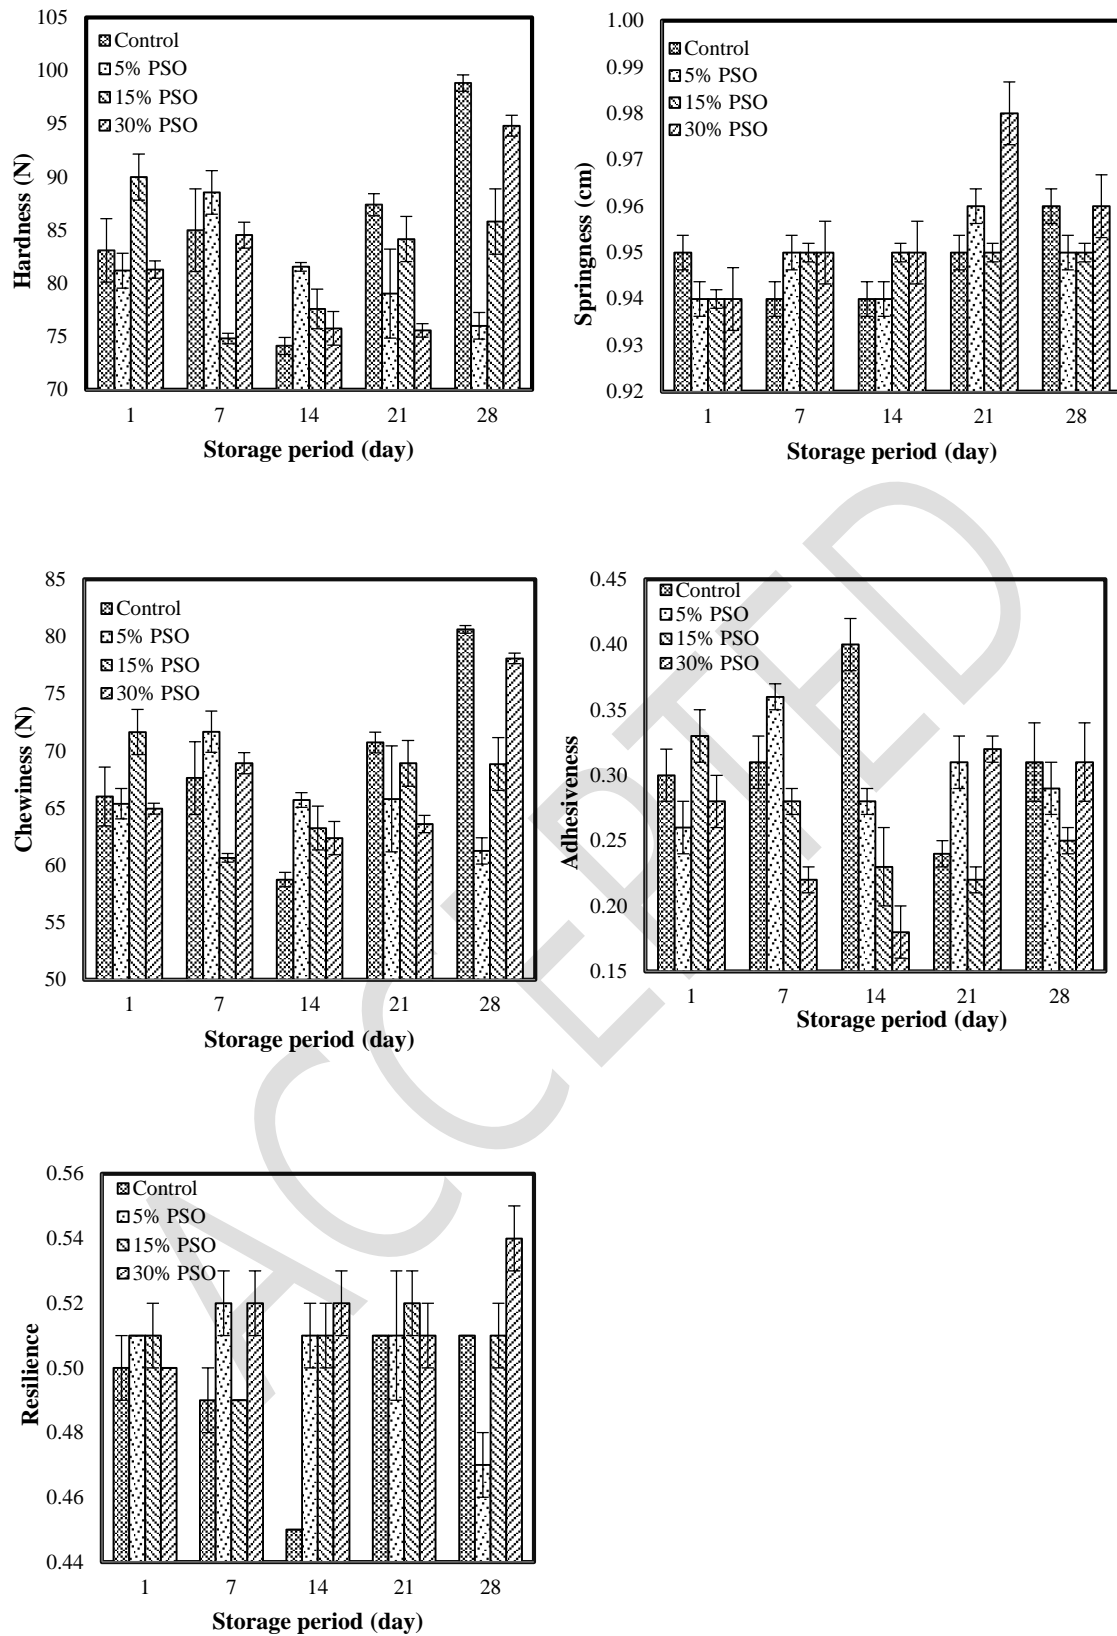 Hardness (N)
105
100
95
90
85
80
75
70
Control
5% PSO
15% PSO
30% PSO
1 7 14 21 28
Storage period (day)
Springness (cm)
1.00
0.99
0.98
0.97
0.96
0.95
0.94
0.93
0.92
Control
5% PSO
15% PSO
30% PSO
1 7 14 21 28
Storage period (day)
Chewiness (N)
85
80
75
70
65
60
55
50
Control
5% PSO
15% PSO
30% PSO
1 7 14 21 28
Storage period (day)
Adhesiveness
0.45
0.40
0.35
0.30
0.25
0.20
0.15
Control
5% PSO
15% PSO
30% PSO
1 7 14 21 28
Storage period (day)
Resilience
0.56
0.54
0.52
0.50
0.48
0.46
0.44
Control
5% PSO
15% PSO
30% PSO
1 7 14 21 28
Storage period (day)
ACCEPTED